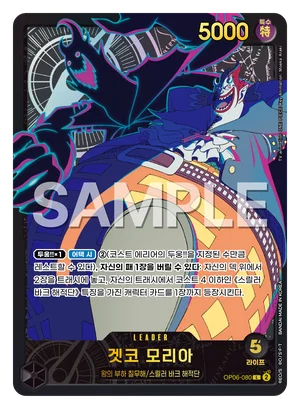 5000
특수
特
SAMPLE
두웅!!×1 어택 시 ②(코스트 에리어의 두웅!!을 지정된 수만큼
레스트할 수 있다), 자신의 패 1장을 버릴 수 있다: 자신의 덱 위에서
2장을 트래시에 놓고, 자신의 트래시에서 코스트 4 이하인 《스릴러
바크 해적단》 특징을 가진 캐릭터 카드를 1장까지 등장시킨다.
LEADER
겟코 모리아
왕의 부하 칠무해/스릴러 바크 해적단
5
라이프
OP06-080 L